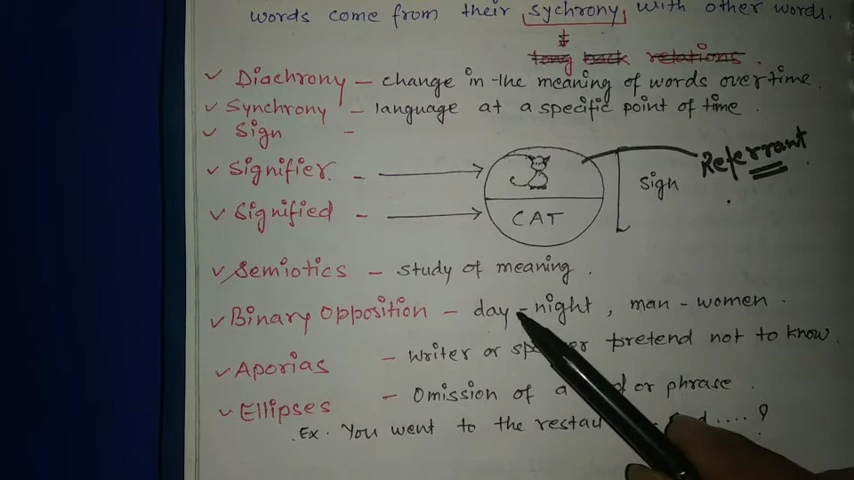 words come from their sychrony with other words.
tong back relations.
✓ Diachrony – change in the meaning of words over time.
✓ Synchrony – language at a specific point of time.
✓ Sign –
✓ Signifier –
✓ Signified –
CAT
Sign
Referrant
✓ Semiotics – study of meaning.
✓ Binary Opposition – day-night, man - women.
✓ Aporias – Writer or pretend not to know.
✓ Ellipses – Omission of a or phrase.
Ex. You went to the ....?